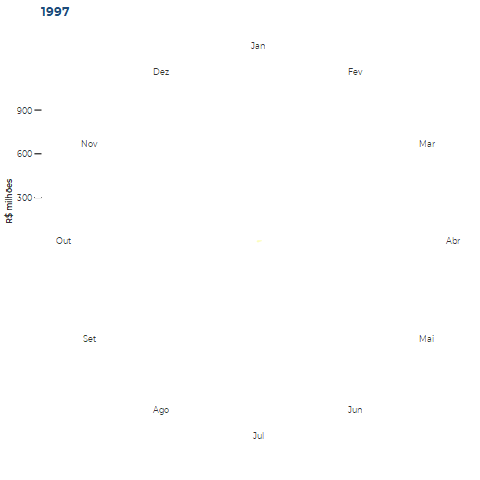 1997
Jan
Dez
Fev
900
Nov
Mar
600
R$ milhões
300
Out
Abr
Set
Mai
Ago
Jun
Jul